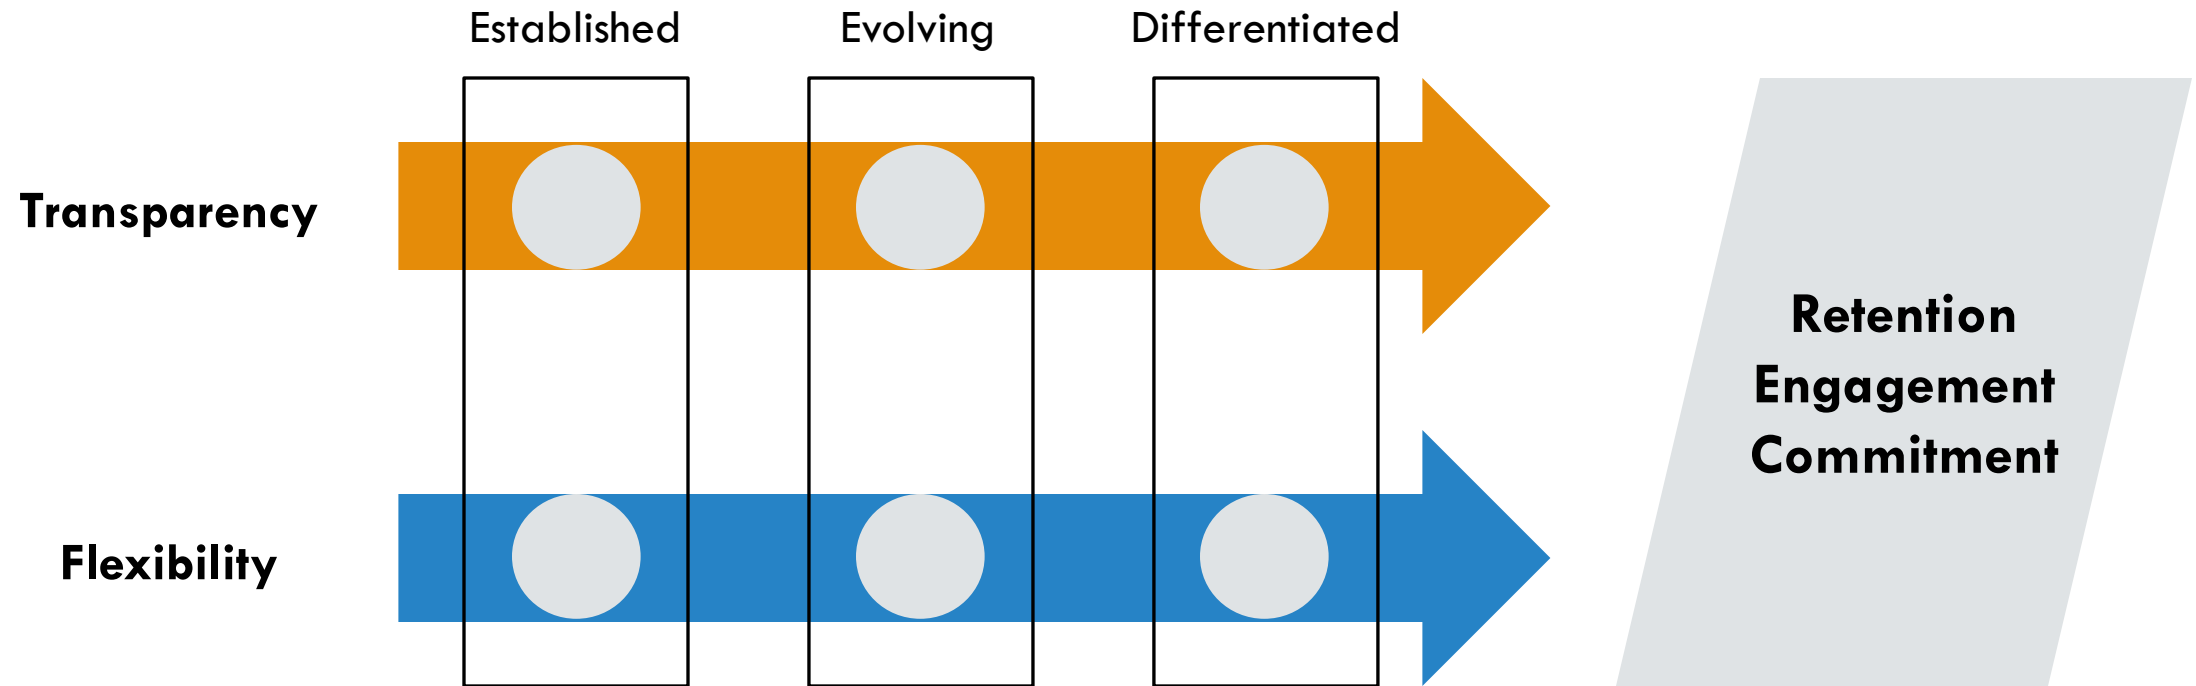 Established
Evolving
Differentiated
Transparency
Flexibility
Retention
Engagement
Commitment